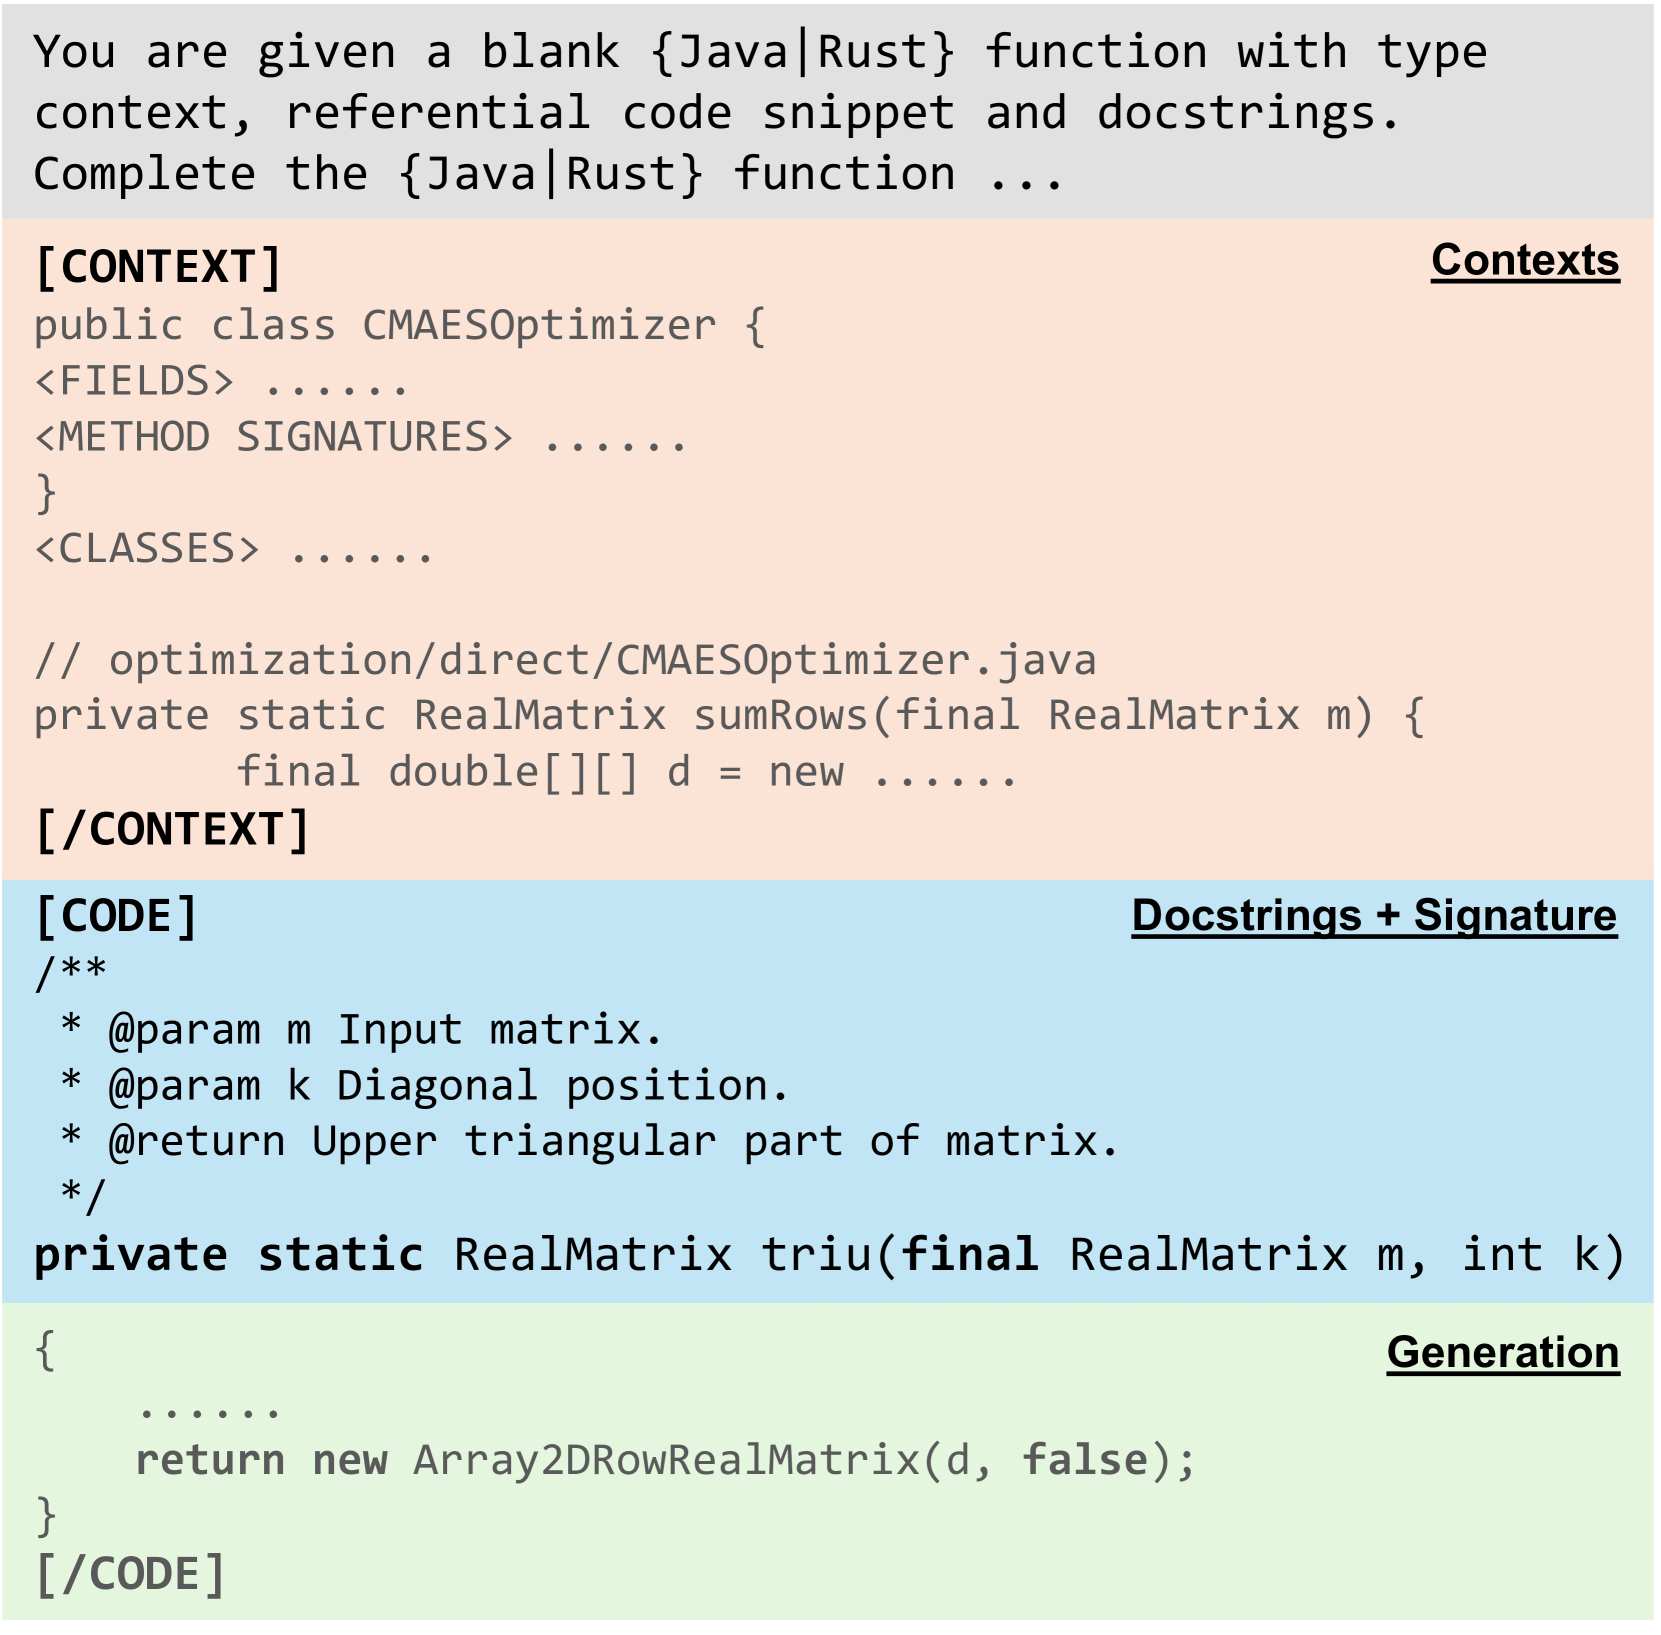 You are given a blank {Java|Rust} function with type
context, referential code snippet and docstrings.
Complete the {Java|Rust} function ...
[CONTEXT]
Contexts
public class CMAESOptimizer {
<FIELDS> ......
<METHOD SIGNATURES> ......
}
<CLASSES> ......
// optimization/direct/CMAESOptimizer.java
private static RealMatrix sumRows(final RealMatrix m) {
final double[][] d = new ......
[/CONTEXT]
[CODE]
Docstrings + Signature
/**
* @param m Input matrix.
* @param k Diagonal position.
* @return Upper triangular part of matrix.
*/
private static RealMatrix triu(final RealMatrix m, int k)
{
Generation
......
return new Array2DRowRealMatrix(d, false);
}
[/CODE]